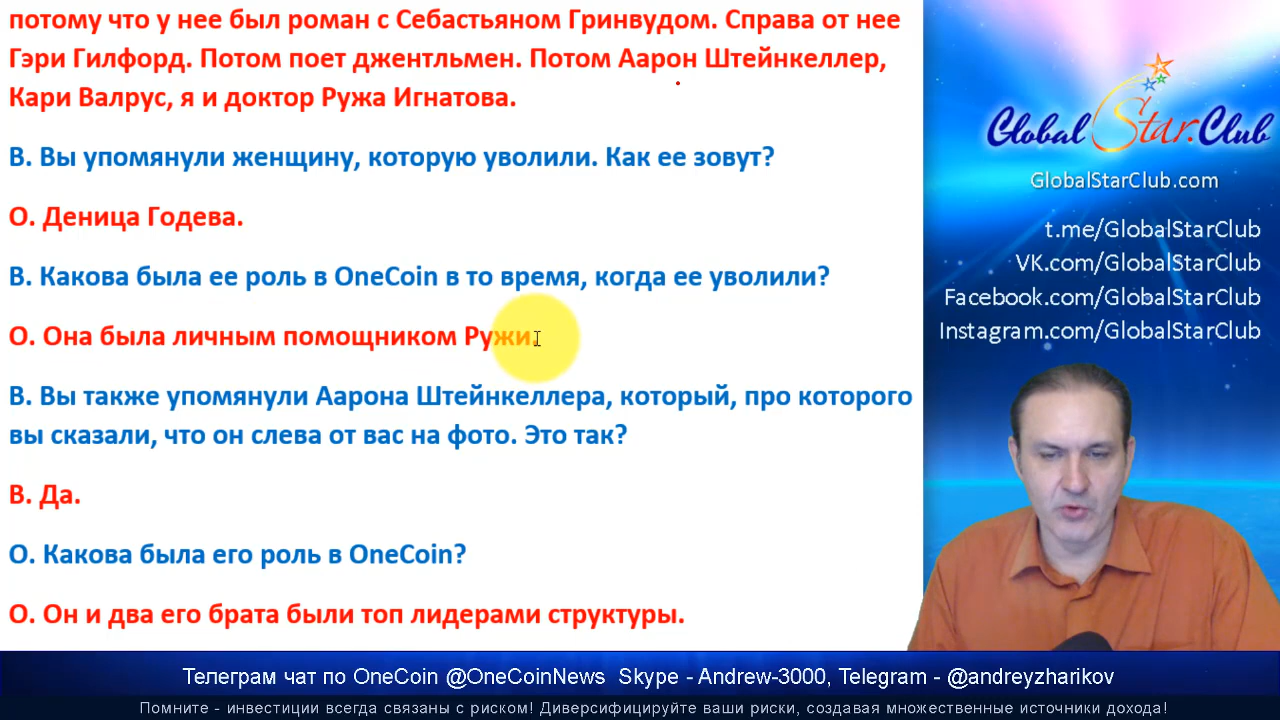 потому что у нее был роман с Себастьяном Гринвудом. Справа от нее
Гэри Гилфорд. Потом поет джентльмен. Потом Аарон Штейнкеллер,
Кари Валрус, я и доктор Ружа Игнатова.
В. Вы упомянули женщину, которую уволили. Как ее зовут?
О. Деница Годева.
В. Какова была ее роль в OneCoin в то время, когда ее уволили?
О. Она была личным помощником Ружи.
В. Вы также упомянули Аарона Штейнкеллера, который, про которого
вы сказали, что он слева от вас на фото. Это так?
В. Да.
О. Какова была его роль в OneCoin?
О. Он и два его брата были топ лидерами структуры.
Global Star.Club
GlobalStarClub.com
t.me/GlobalStarClub
VK.com/GlobalStarClub
Facebook.com/GlobalStarClub
Instagram.com/GlobalStarClub
Телеграм чат по OneCoin @OneCoinNews Skype - Andrew-3000, Telegram - @andreyzharikov
Помните - инвестиции всегда связаны с риском! Диверсифицируйте ваши риски, создавая множественные источники дохода!